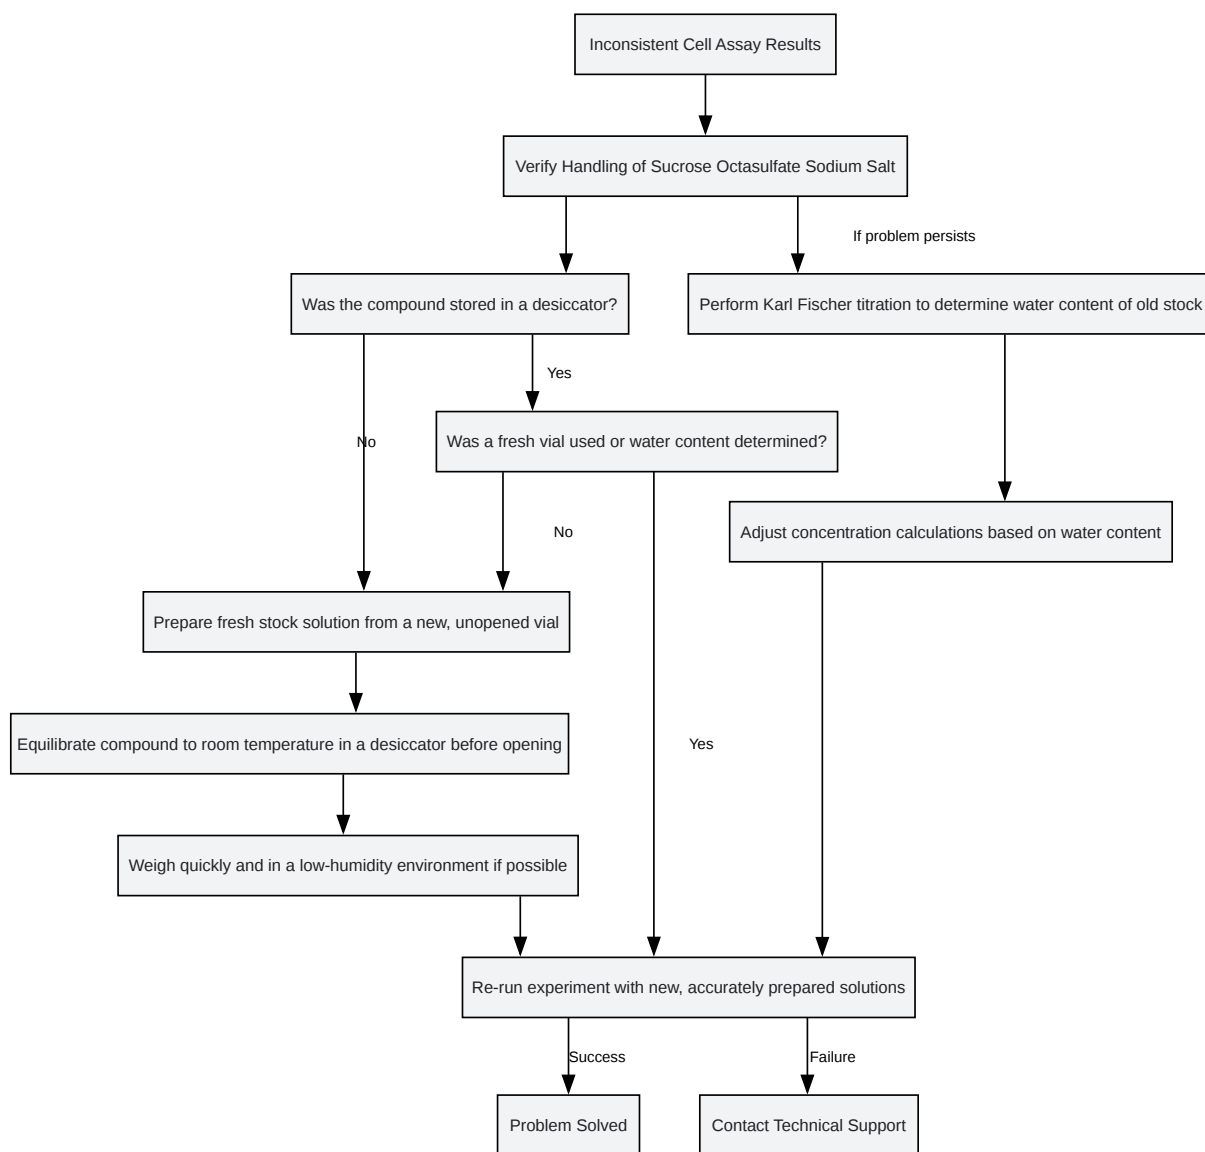 Inconsistent Cell Assay Results
Verify Handling of Sucrose Octasulfate Sodium Salt
If problem persists
Was the compound stored in a desiccator?
Perform Karl Fischer titration to determine water content of old stock
Yes
No
Was a fresh vial used or water content determined?
No
Adjust concentration calculations based on water content
Prepare fresh stock solution from a new, unopened vial
Equilibrate compound to room temperature in a desiccator before opening
Yes
Weigh quickly and in a low-humidity environment if possible
Re-run experiment with new, accurately prepared solutions
Success
Failure
Problem Solved
Contact Technical Support